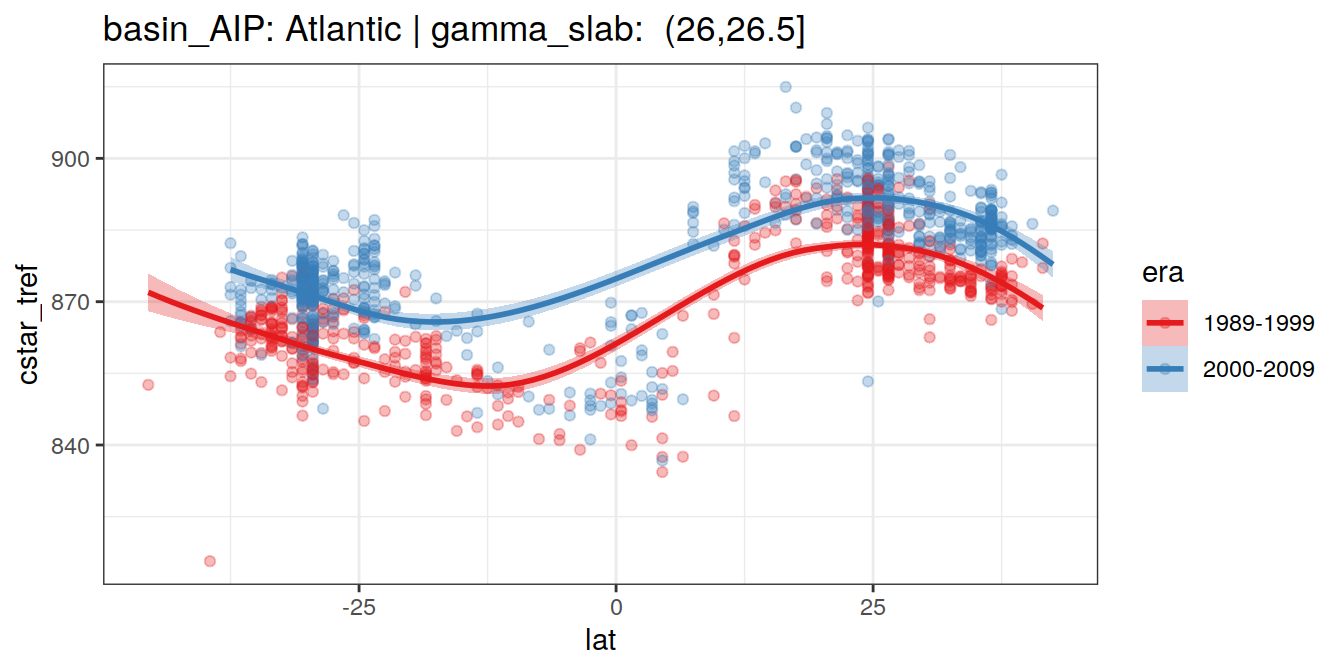 basin_AIP: Atlantic | gamma_slab:  (26,26.5]
cstar_tref
900
870
840
-25
0
25
lat
era
1989-1999
2000-2009